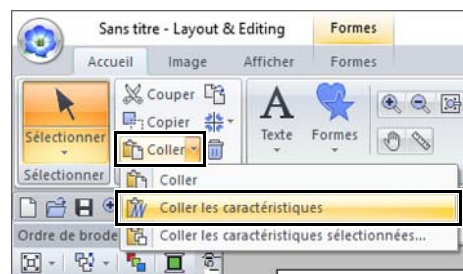 Sans titre - Layout & Editing
Formes
Accueil Image Afficher Formes
Couper
Copier
Coller
Sélectionner
Texte Formes
Sélectionner
Coller
Coller les caractéristiques
Coller les caractéristiques sélectionnées...
Ordre de brode